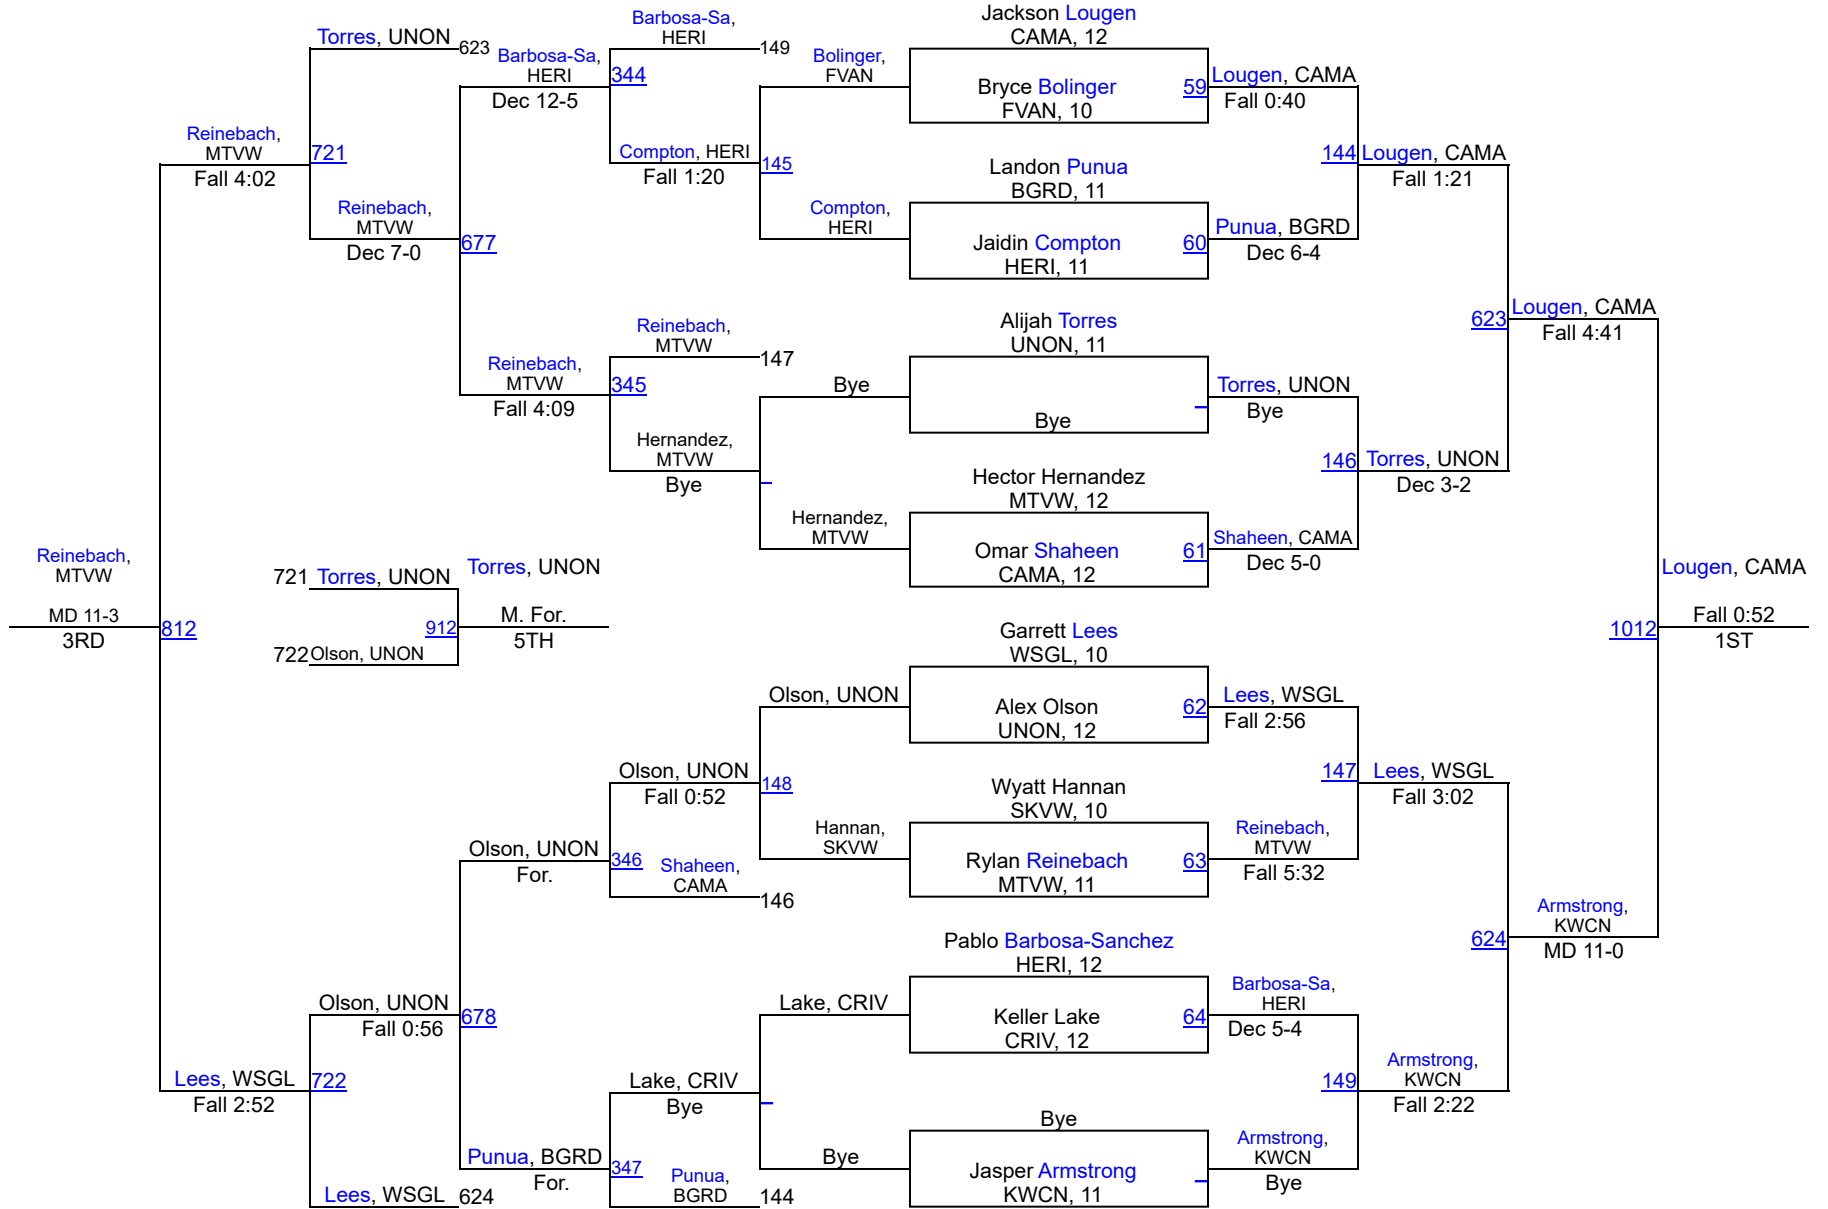 Jackson Lougen
CAMA, 12
Bryce Bolinger
FVAN, 10
59
Landon Punua
BGRD, 11
Jaidin Compton
HERI, 11
60
Alijah Torres
UNON, 11
Bye
Hector Hernandez
MTVW, 12
Omar Shaheen
CAMA, 12
61
Garrett Lees
WSGL, 10
Alex Olson
UNON, 12
62
Wyatt Hannan
SKVW, 10
Rylan Reinebach
MTVW, 11
63
Pablo Barbosa-Sanchez
HERI, 12
Keller Lake
CRIV, 12
64
Bye
Jasper Armstrong
KWCN, 11
Lougen, CAMA
Fall 0:40
Punua, BGRD
Dec 6-4
Torres, UNON
Bye
Shaheen, CAMA
Dec 5-0
Lees, WSGL
Fall 2:56
Reinebach,
MTVW
Fall 5:32
Barbosa-Sa,
HERI
Dec 5-4
Armstrong,
KWCN
Bye
144
Lougen, CAMA
Fall 1:21
146
Torres, UNON
Dec 3-2
147
Lees, WSGL
Fall 3:02
149
Armstrong,
KWCN
Fall 2:22
623
Lougen, CAMA
Fall 4:41
624
Armstrong,
KWCN
MD 11-0
1012
Lougen, CAMA
Fall 0:52
1ST
Bolinger,
FVAN
Compton,
HERI
Bye
Hernandez,
MTVW
Olson, UNON
Hannan,
SKVW
Lake, CRIV
Bye
Barbosa-Sa,
HERI
149
Compton, HERI
145
Fall 1:20
Reinebach,
MTVW
147
Hernandez,
MTVW
Bye
Olson, UNON
148
Fall 0:52
Shaheen,
CAMA
146
Lake, CRIV
Bye
Punua,
BGRD
144
Barbosa-Sa,
HERI
344
Dec 12-5
Reinebach,
MTVW
345
Fall 4:09
Olson, UNON
346
For.
Punua, BGRD
347
For.
Torres, UNON
623
Reinebach,
MTVW
677
Dec 7-0
Olson, UNON
678
Fall 0:56
Lees, WSGL
624
Reinebach,
MTVW
721
Fall 4:02
Lees, WSGL
722
Fall 2:52
Reinebach,
MTVW
MD 11-3
812
3RD
721
Torres, UNON
722
Olson, UNON
912
Torres, UNON
M. For.
5TH